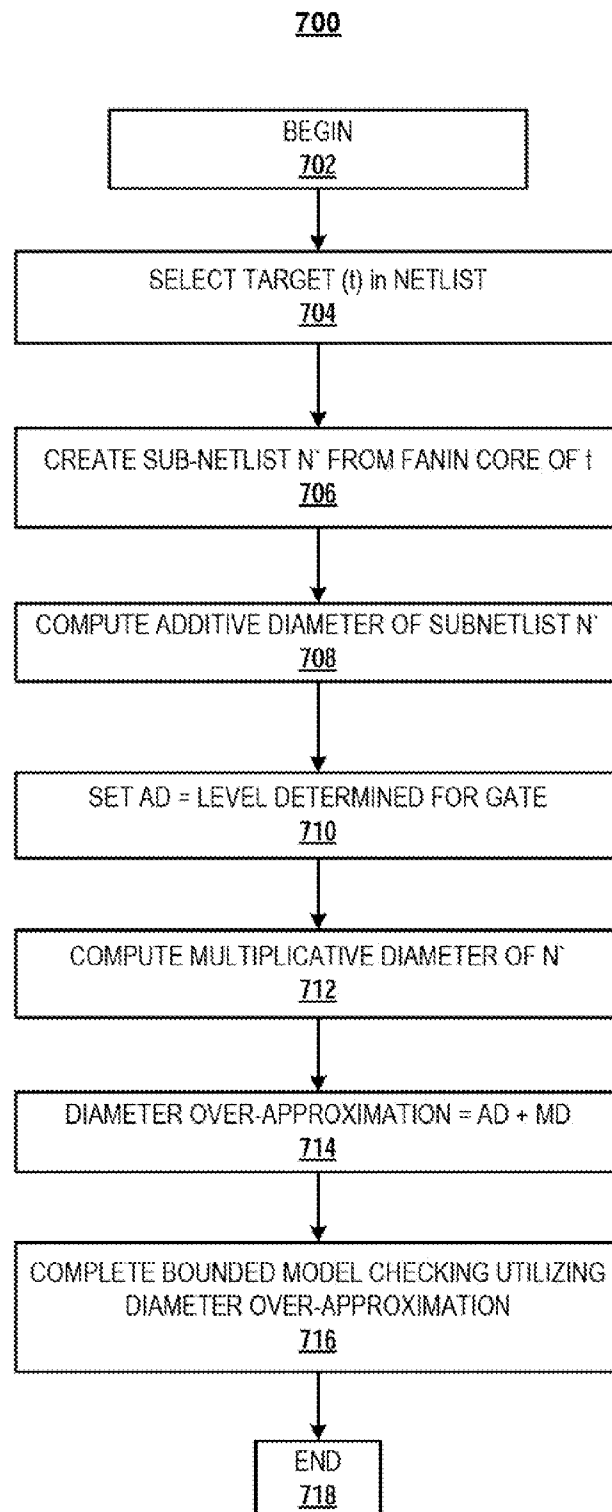 700
BEGIN
702
SELECT TARGET (t) in NETLIST
704
CREATE SUB-NETLIST N` FROM FANIN CORE OF t
706
COMPUTE ADDITIVE DIAMETER OF SUBNETLIST N`
708
SET AD = LEVEL DETERMINED FOR GATE
710
COMPUTE MULTIPLICATIVE DIAMETER OF N`
712
DIAMETER OVER-APPROXIMATION = AD + MD
714
COMPLETE BOUNDED MODEL CHECKING UTILIZING
DIAMETER OVER-APPROXIMATION
716
END
718